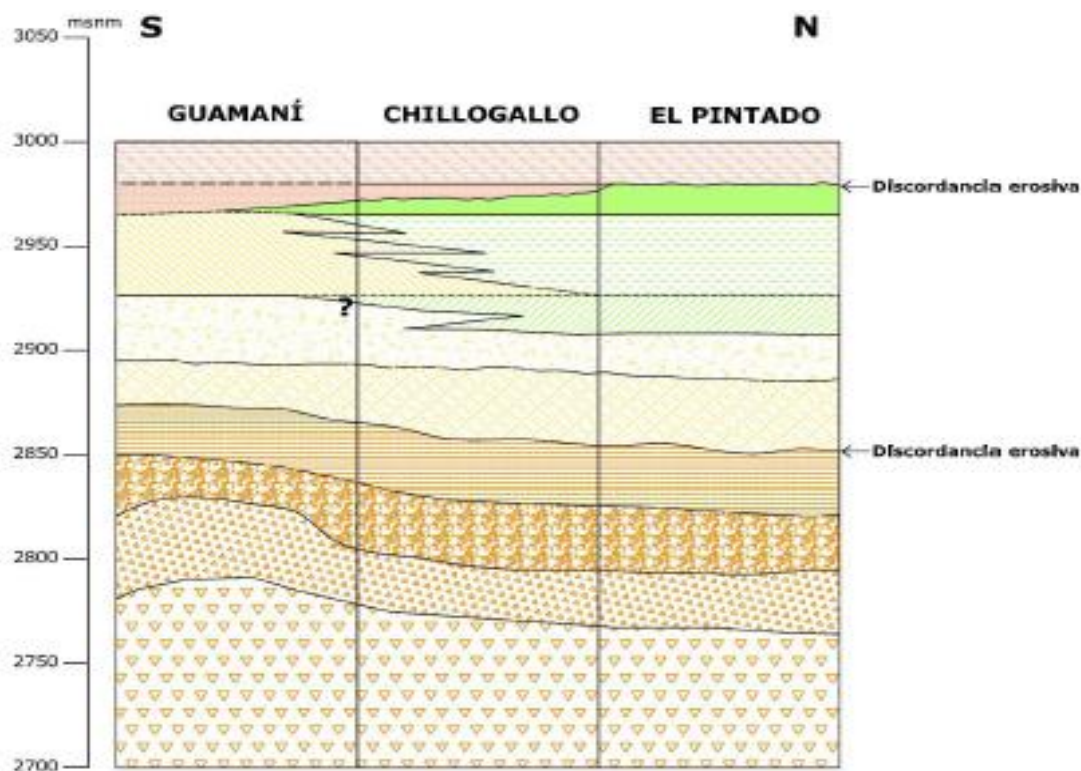 msnm S N
3050
GUAMANÍ CHILLOGALLO EL PINTADO
3000
Discordancia erosiva
2950
?
2900
2850
Discordancia erosiva
2800
2750
2700